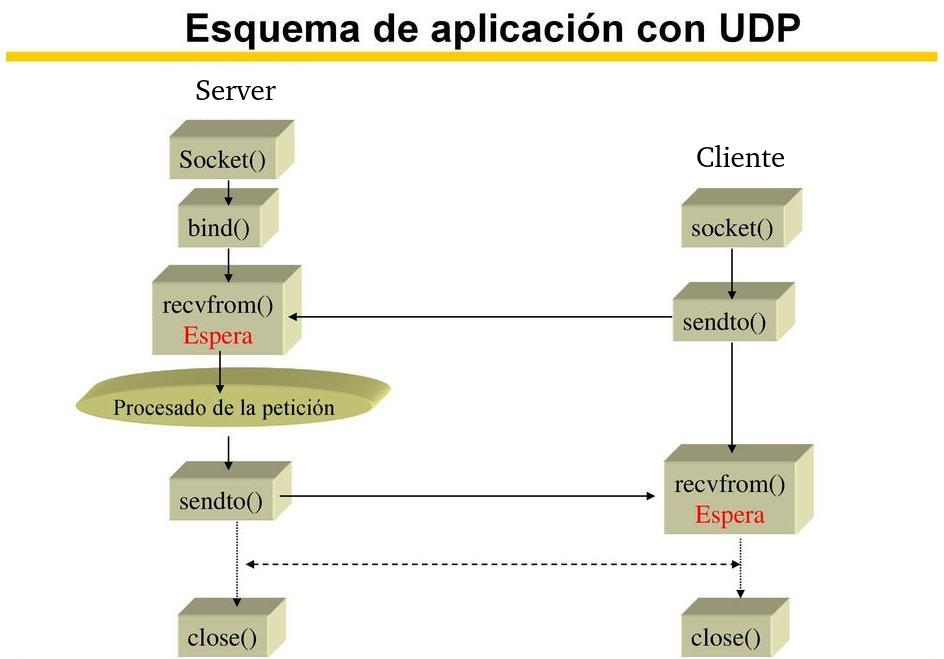 Esquema de aplicación con UDP
Server
Socket()
Cliente
bind()
socket()
recvfrom()
Espera
sendto()
Procesado de la petición
sendto()
recvfrom()
Espera
close()
close()